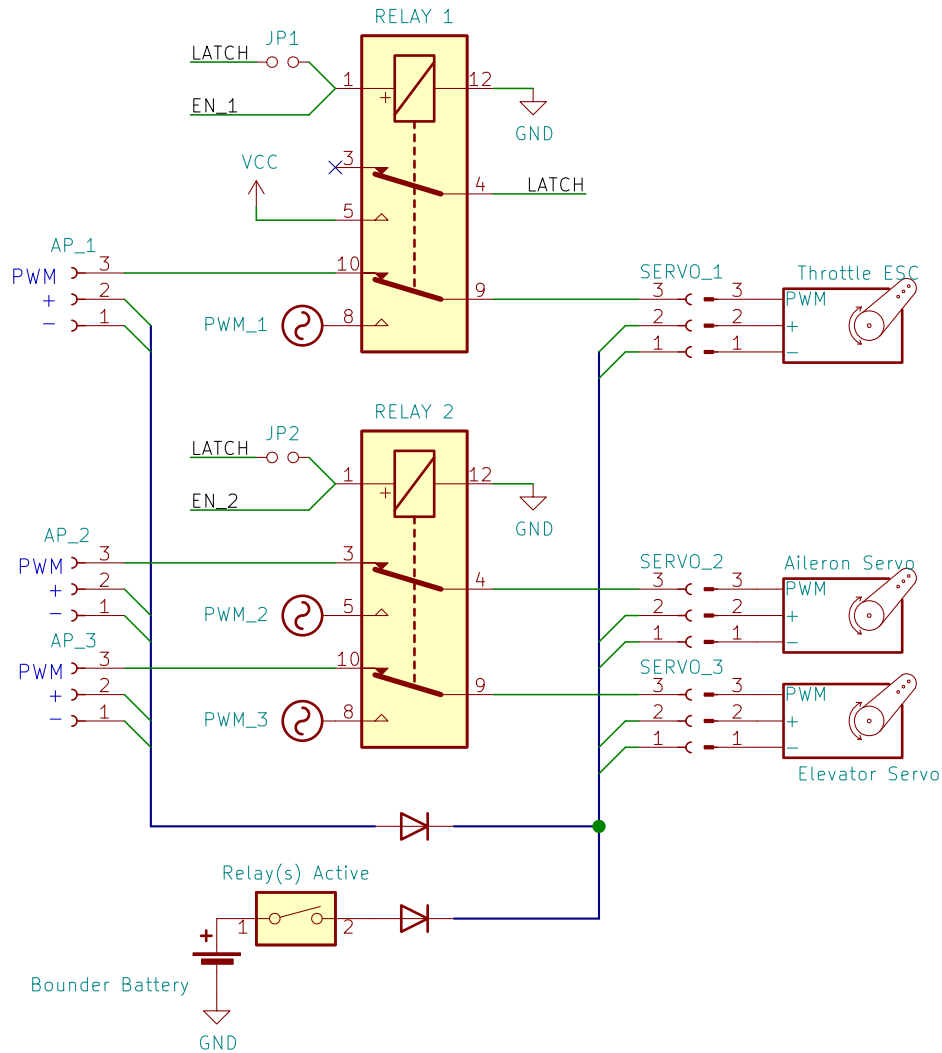 RELAY 1
LATCH
JP1
1
+
12
EN_1
GND
VCC
3
4
LATCH
5
AP_1
PWM
3
10
+
2
−
1
9
PWM_1
8
SERVO_1
Throttle ESC
3
3
PWM
2
2
+
1
1
−
RELAY 2
LATCH
JP2
1
+
12
EN_2
GND
AP_2
PWM
3
3
+
2
−
1
4
PWM_2
5
SERVO_2
Aileron Servo
3
3
PWM
2
2
+
1
1
−
AP_3
PWM
3
10
+
2
−
1
9
PWM_3
8
SERVO_3
3
3
PWM
2
2
+
1
1
−
Elevator Servo
Relay(s) Active
1
2
+
Bounder Battery
GND